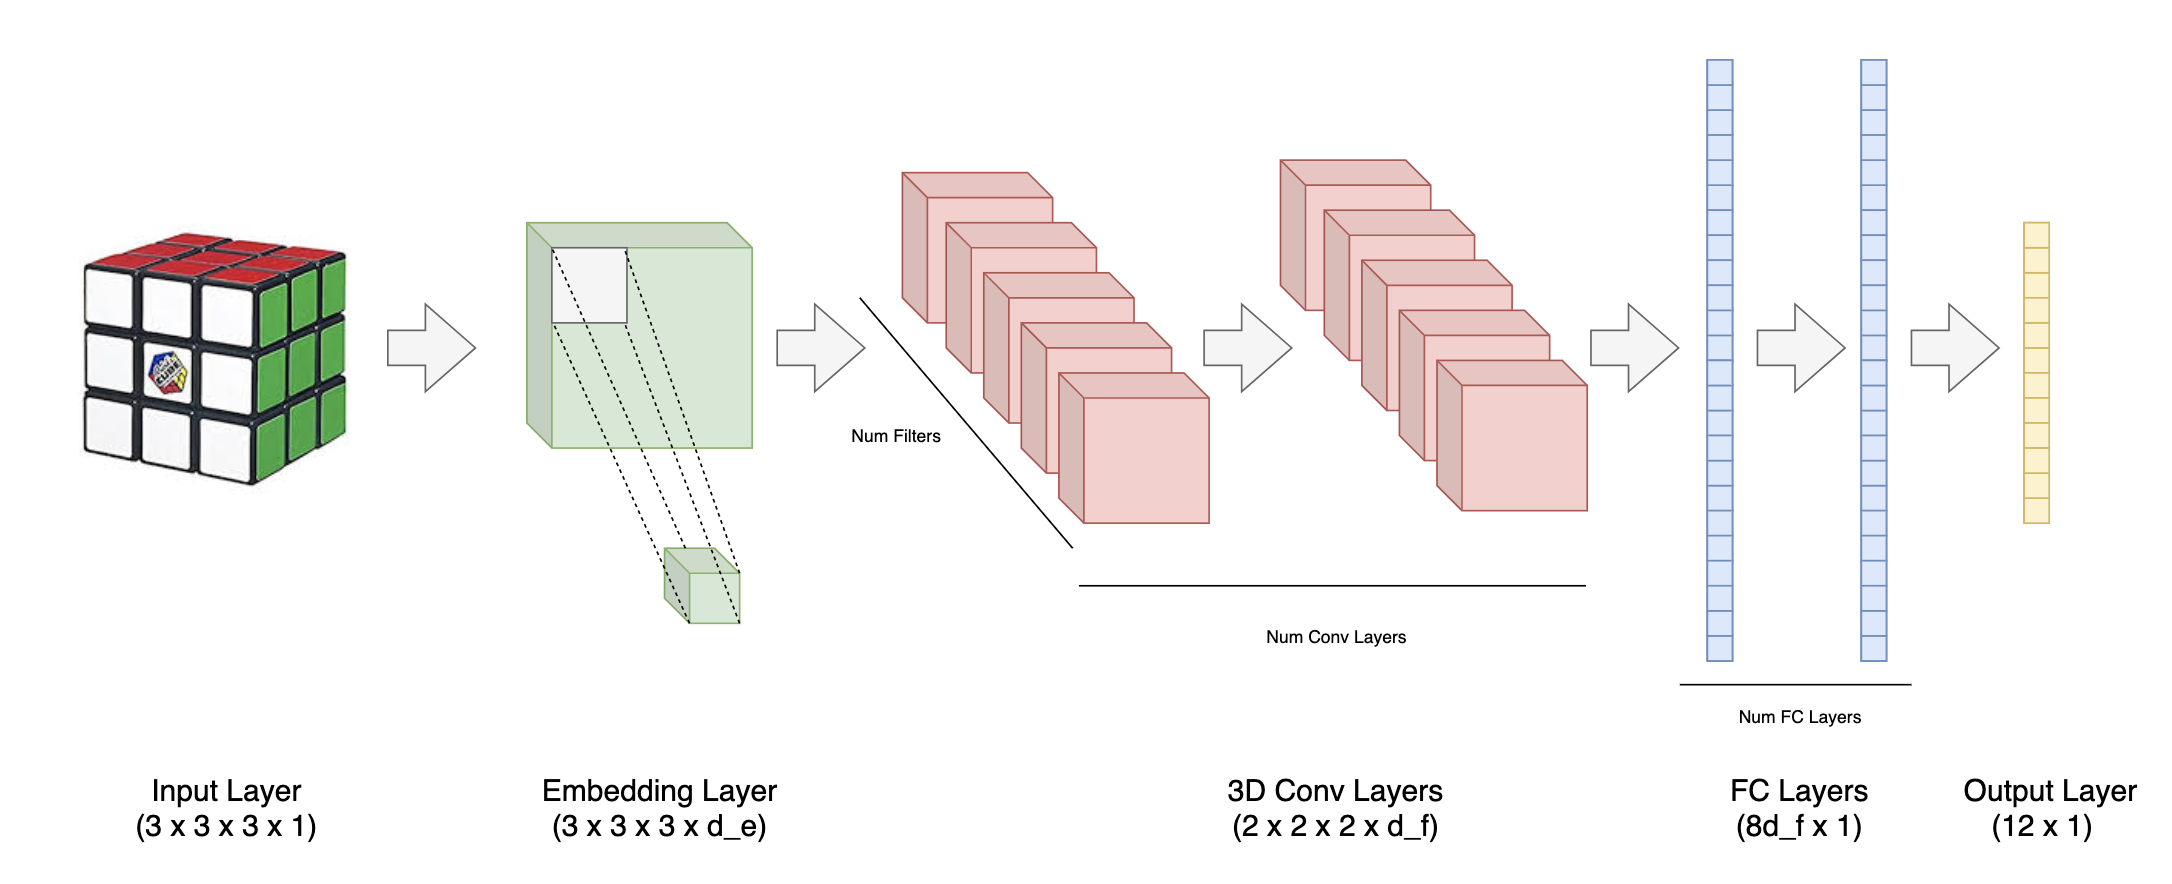 Num Filters
Num Conv Layers
Num FC Layers
Input Layer
(3 x 3 x 3 x 1)
Embedding Layer
(3 x 3 x 3 x d_e)
3D Conv Layers
(2 x 2 x 2 x d_f)
FC Layers
(8d_f x 1)
Output Layer
(12 x 1)